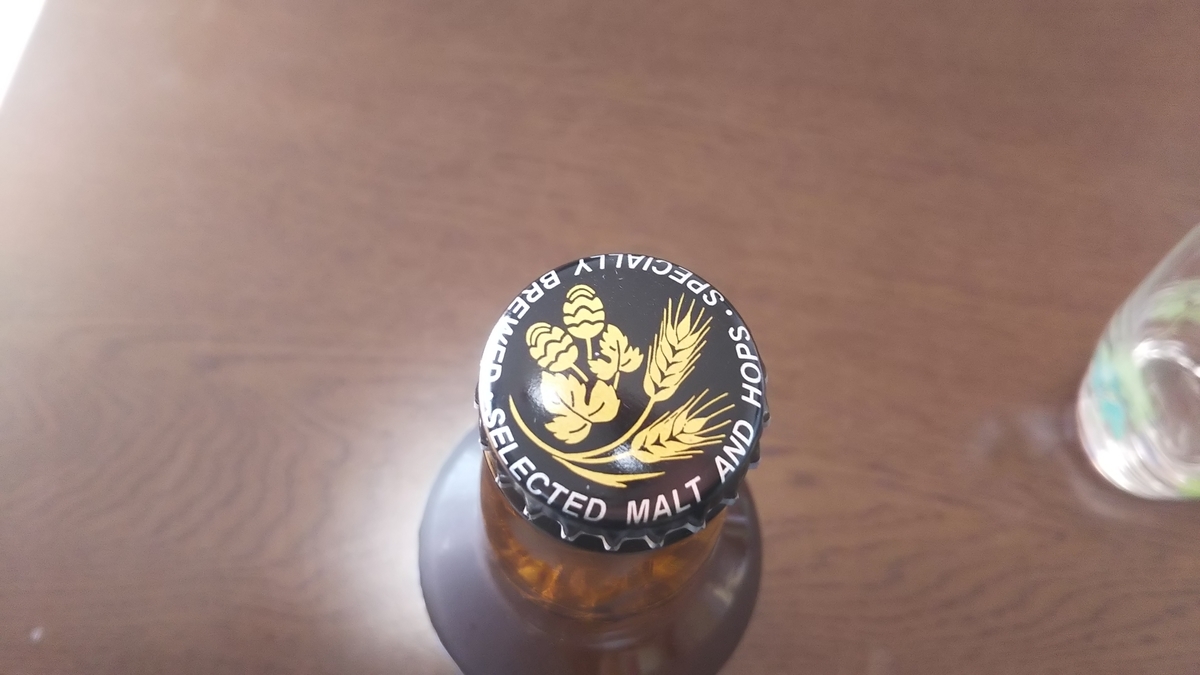 SPECIALLY BREWED · SELECTED MALT AND HOPS ·